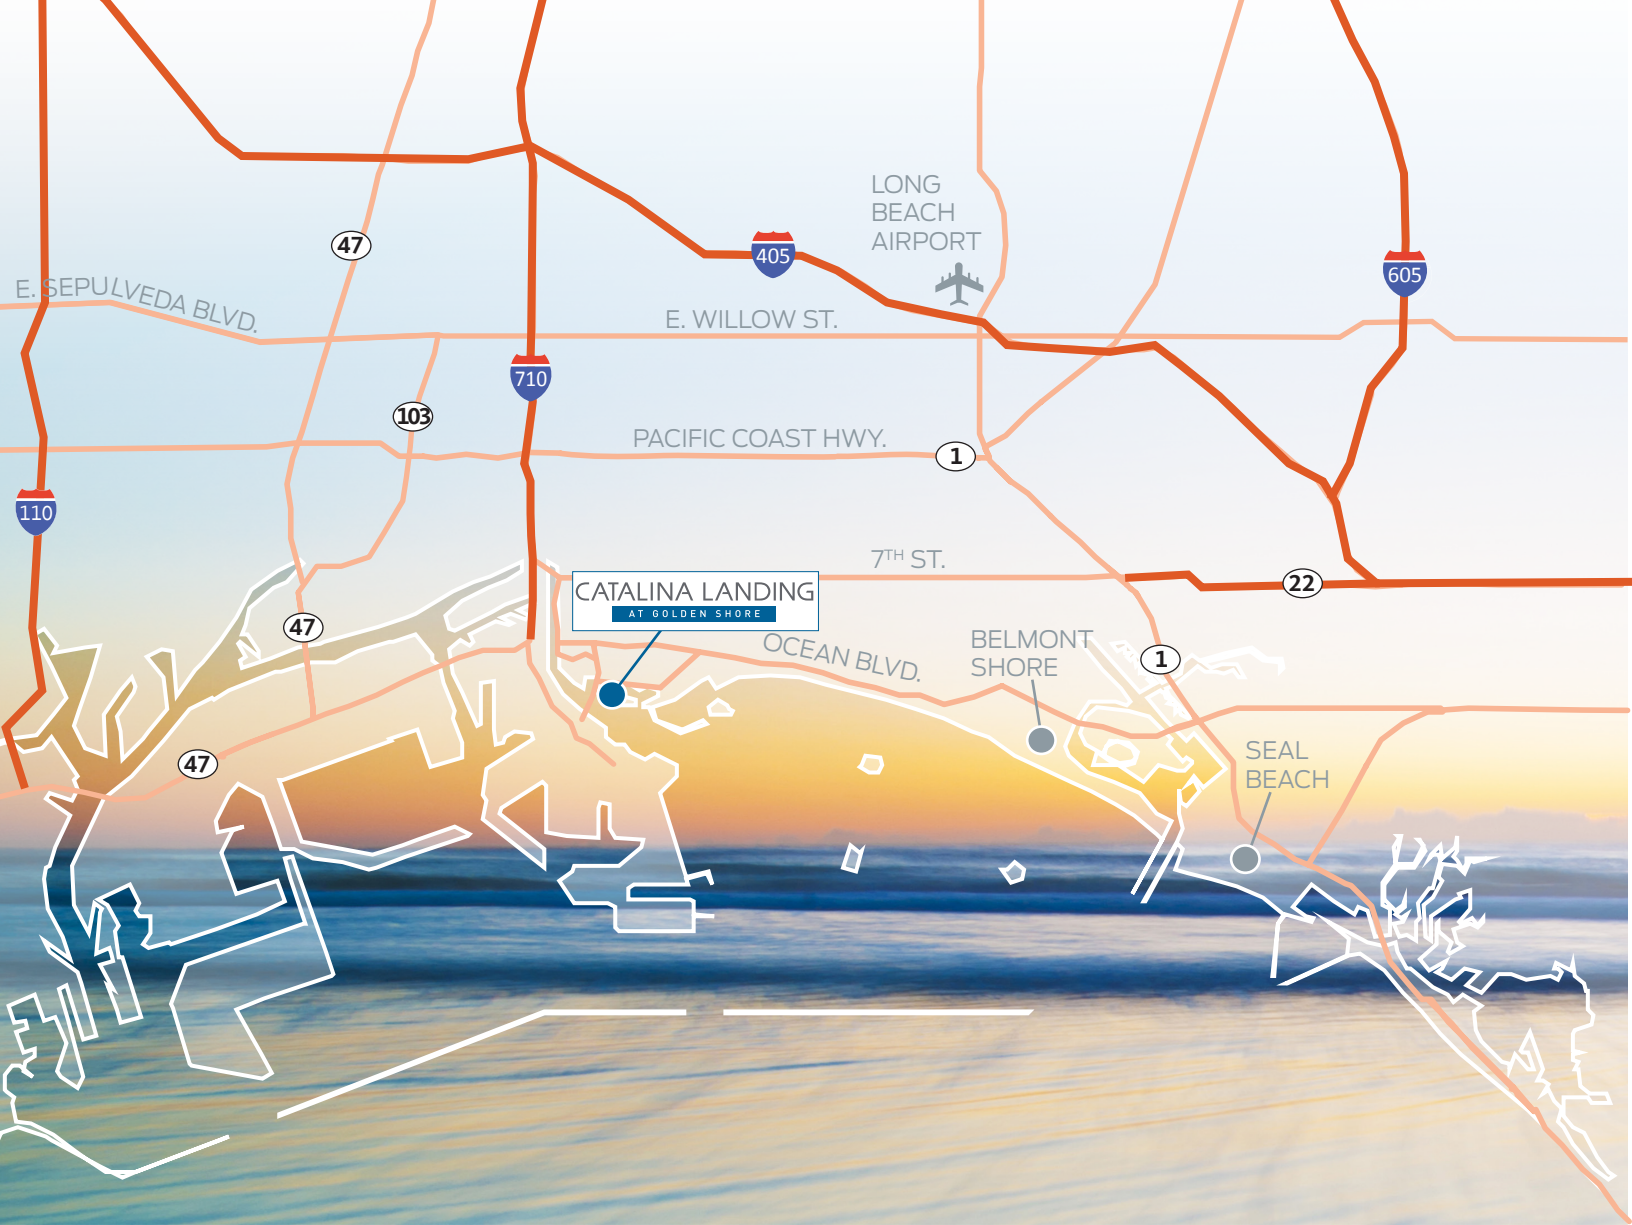 LONG
BEACH
AIRPORT
47
405
605
E. SEPULVEDA BLVD.
E. WILLOW ST.
710
103
PACIFIC COAST HWY.
1
110
7TH ST.
22
CATALINA LANDING
AT GOLDEN SHORE
47
OCEAN BLVD.
BELMONT
SHORE
1
47
SEAL
BEACH